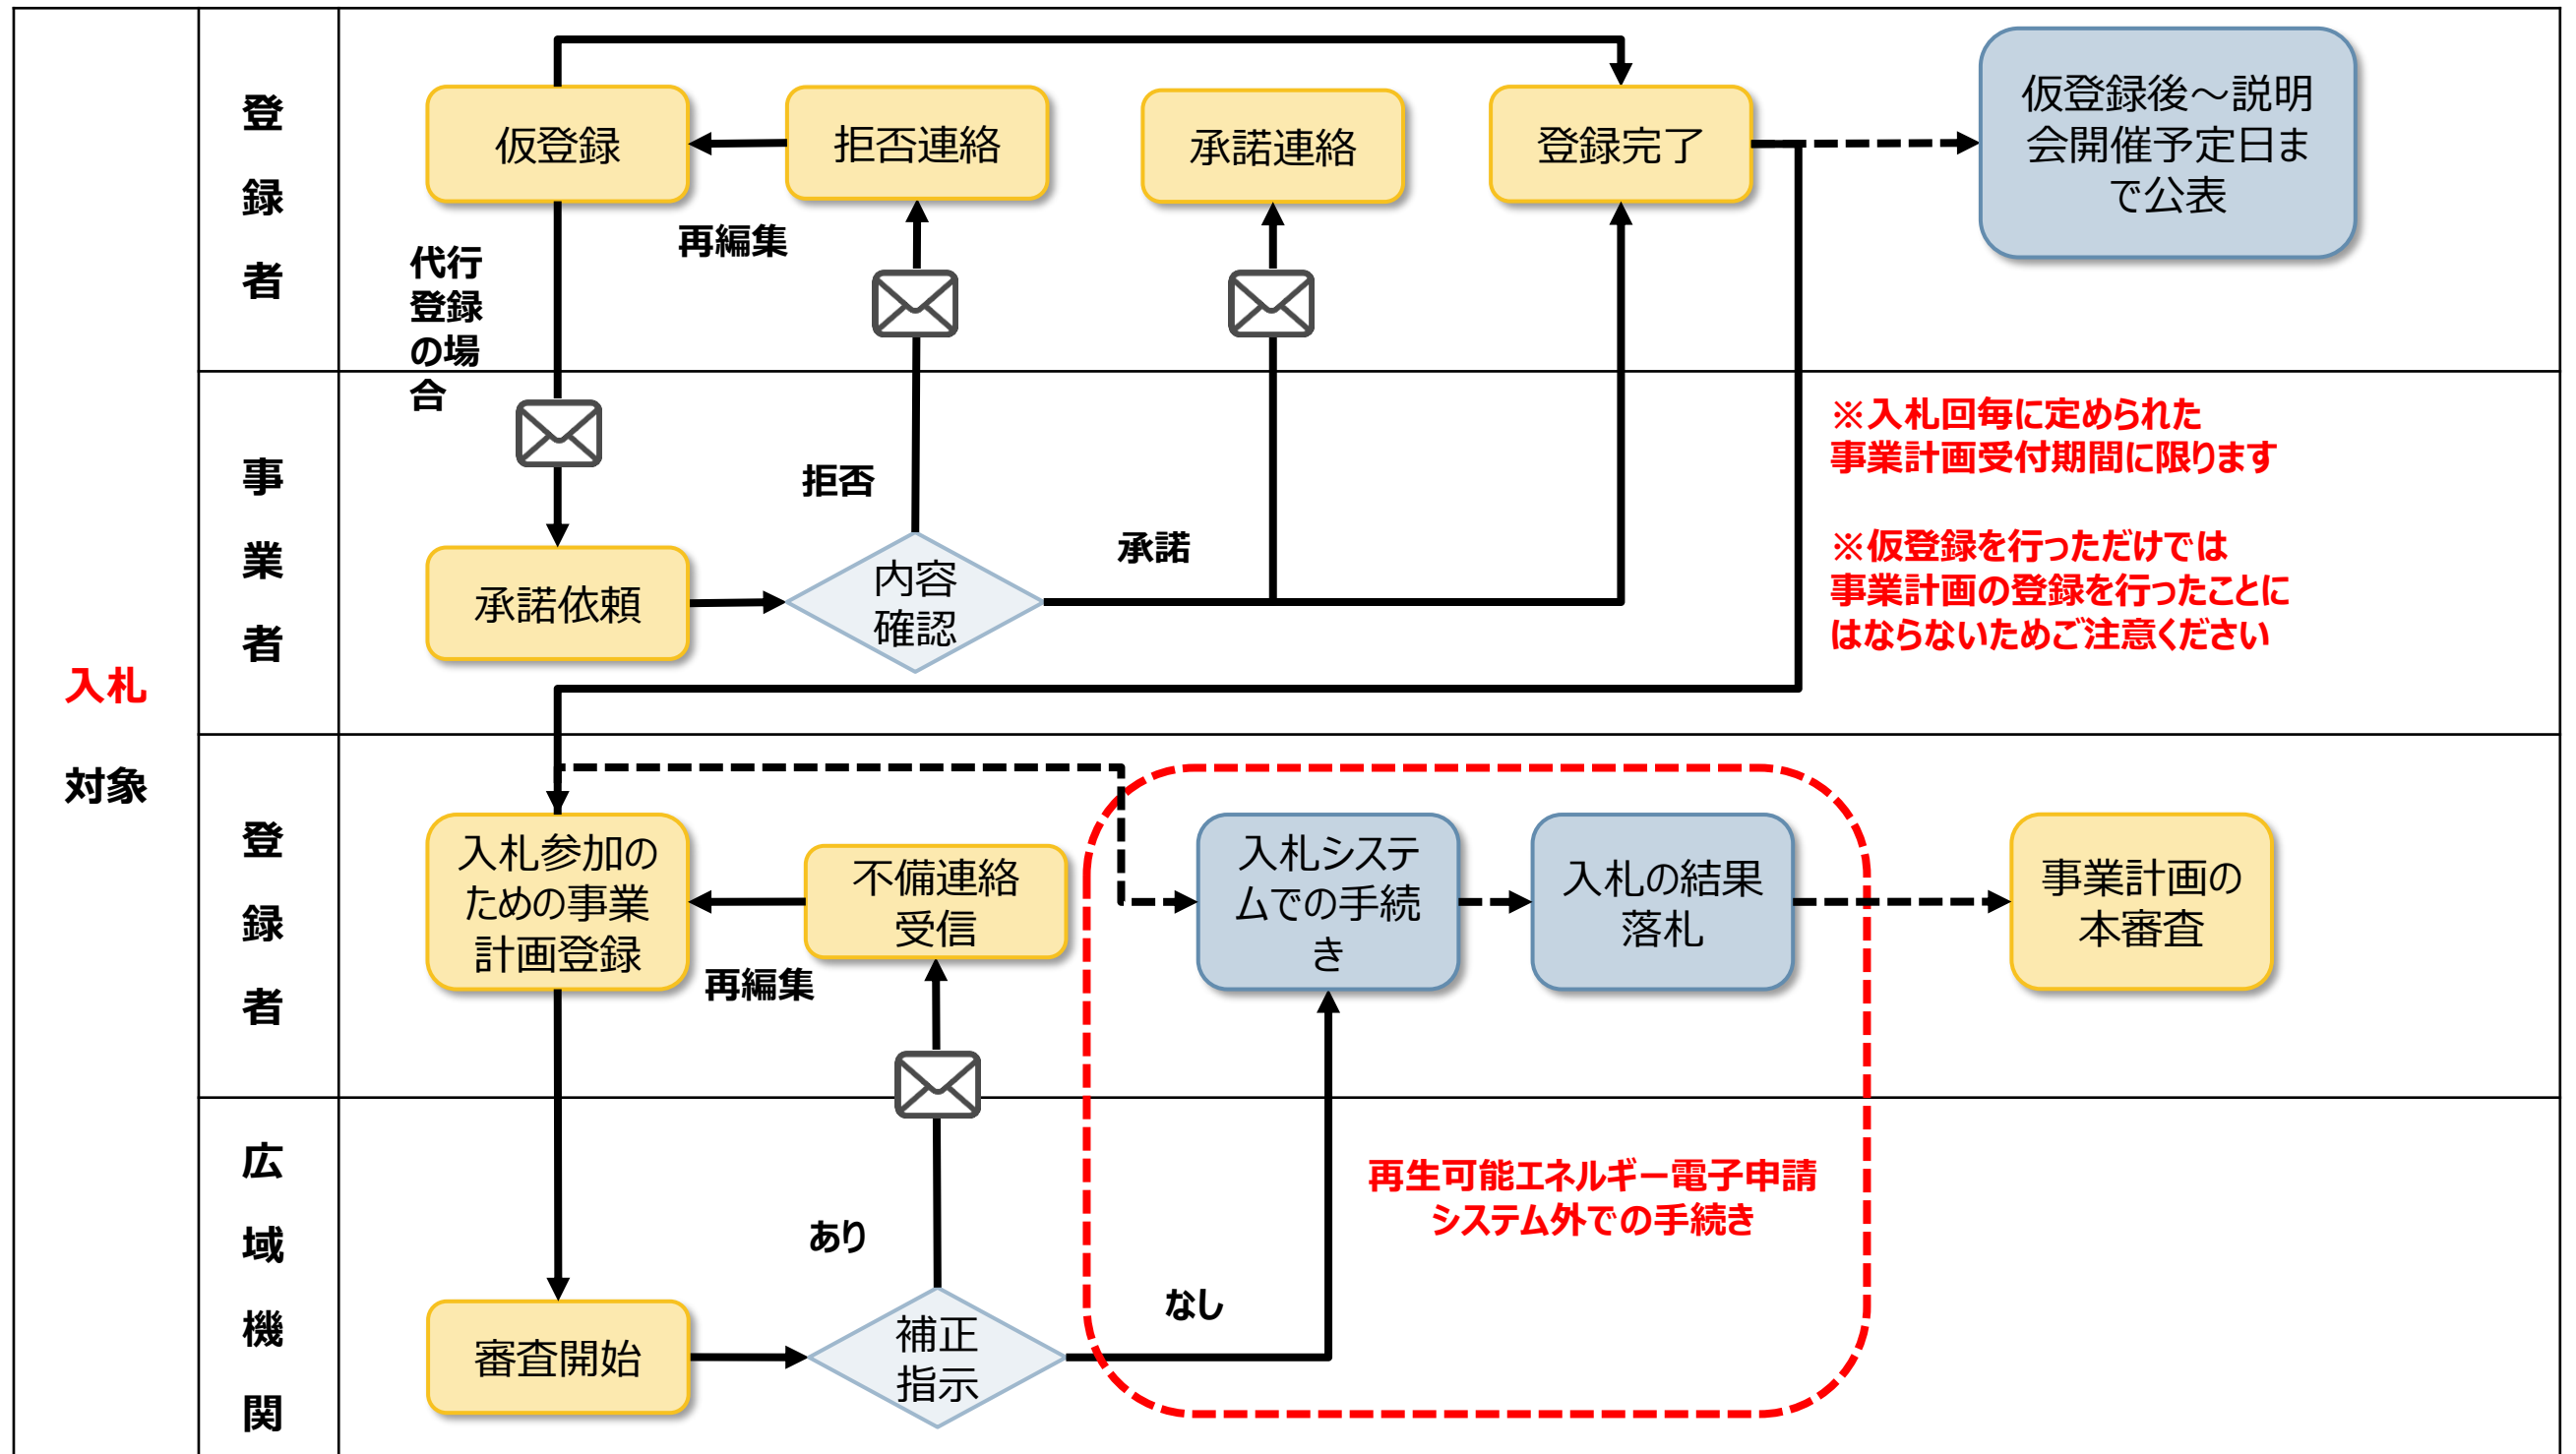 入札
対象
登
録
者
仮登録
拒否連絡
承諾連絡
登録完了
仮登録後～説明
会開催予定日ま
で公表
再編集
代行
登録
の場
合
事
業
者
承諾依頼
内容
確認
拒否
承諾
※入札回毎に定められた
事業計画受付期間に限ります
※仮登録を行っただけでは
事業計画の登録を行ったことに
はならないためご注意ください
登
録
者
入札参加の
ための事業
計画登録
不備連絡
受信
再編集
入札システ
ムでの手続
き
入札の結果
落札
事業計画の
本審査
広
域
機
関
審査開始
補正
指示
あり
なし
再生可能エネルギー電子申請
システム外での手続き